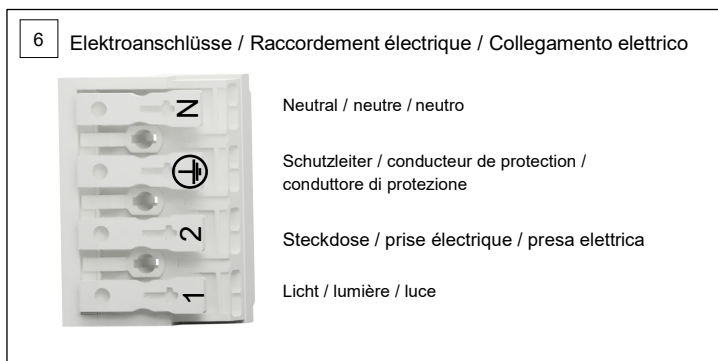 6 Elektroanschlüsse / Raccordement électrique / Collegamento elettrico
N Neutral / neutre / neutro
Schutzleiter / conducteur de protection /
conduttore di protezione
2 Steckdose / prise électrique / presa elettrica
1 Licht / lumière / luce